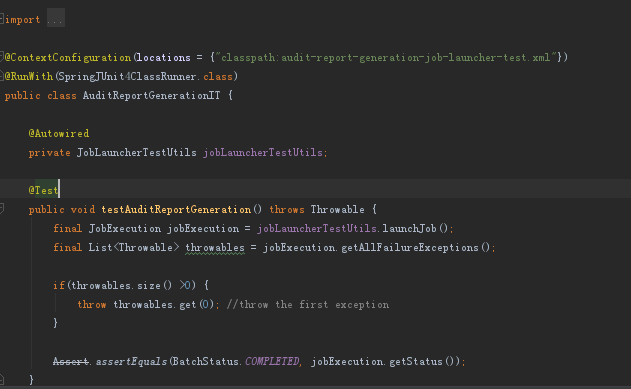 import ...
@ContextConfiguration(locations = {"classpath:audit-report-generation-job-launcher-test.xml"})
@RunWith(SpringJUnit4ClassRunner.class)
public class AuditReportGenerationIT {
@Autowired
private JobLauncherTestUtils jobLauncherTestUtils;
@Test
public void testAuditReportGeneration() throws Throwable {
final JobExecution jobExecution = jobLauncherTestUtils.launchJob();
final List<Throwable> throwables = jobExecution.getAllFailureExceptions();
if(throwables.size() >0) {
throw throwables.get(0); //throw the first exception
}
Assert.assertEquals(BatchStatus.COMPLETED, jobExecution.getStatus());
}